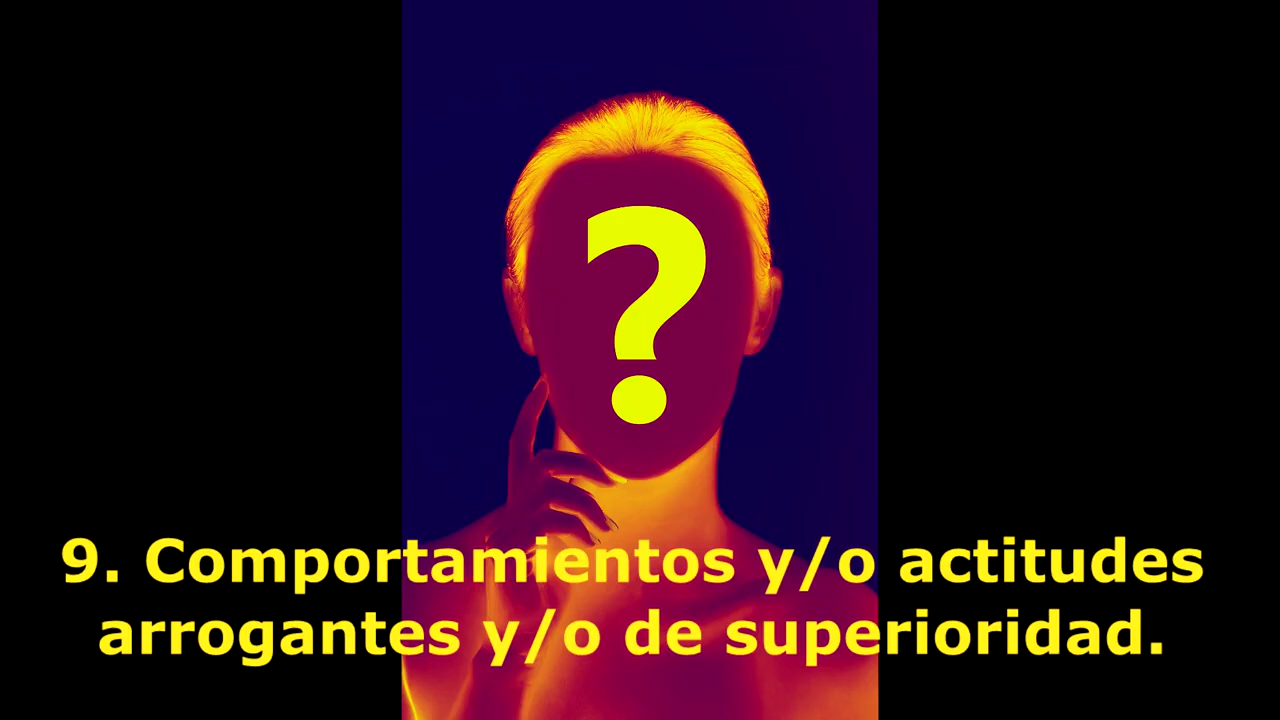 ?
9. Comportamientos y/o actitudes
arrogantes y/o de superioridad.